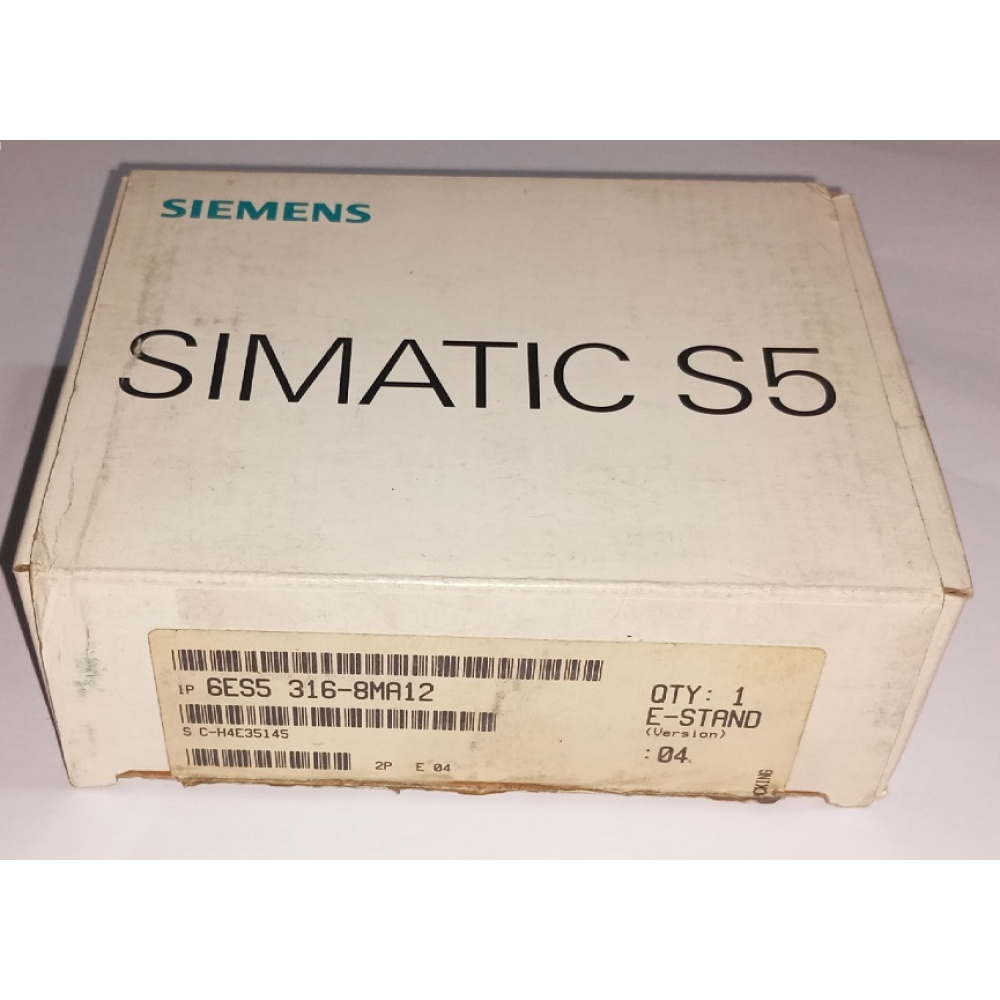 SIEMENS
SIMATIC S5
1P 6ES5 316-8MA12
S C-H4E35145
2P E 04
QTY: 1
E-STAND
(Version)
: 04